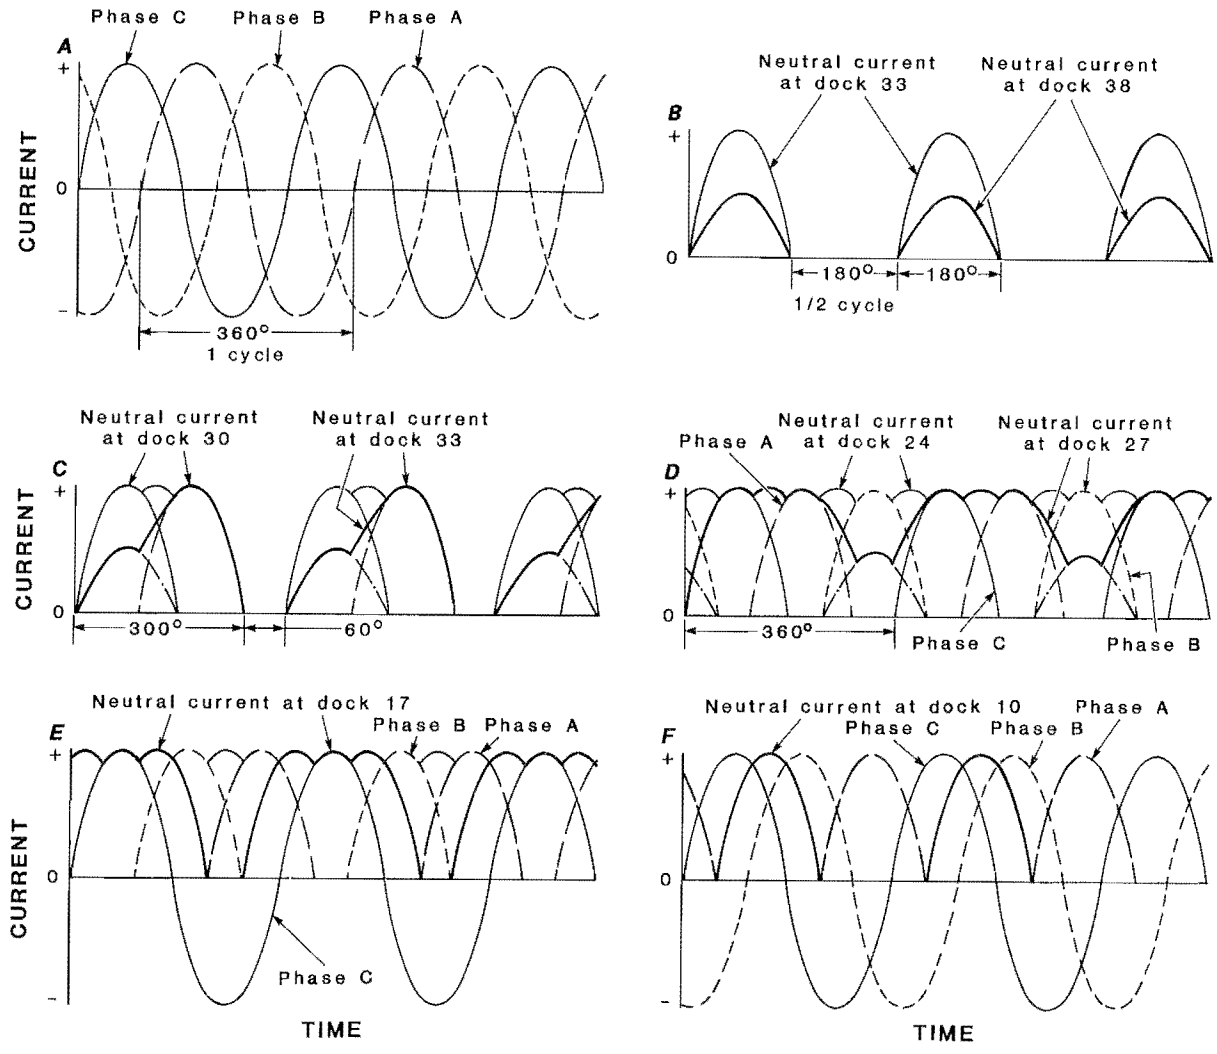 Phase C Phase B Phase A
A
+
CURRENT
0
-
360°
1 cycle
Neutral current at dock 33
Neutral current at dock 38
B
+
0
180° 180°
1/2 cycle
Neutral current at dock 30
Neutral current at dock 33
C
+
CURRENT
0
300° 60°
Neutral current at dock 24
Neutral current at dock 27
Phase A
D
+
0
360°
Phase C
Phase B
Neutral current at dock 17
Phase B Phase A
E
+
CURRENT
0
Phase C
-
TIME
Neutral current at dock 10
Phase A
Phase C Phase B
F
+
0
-
TIME